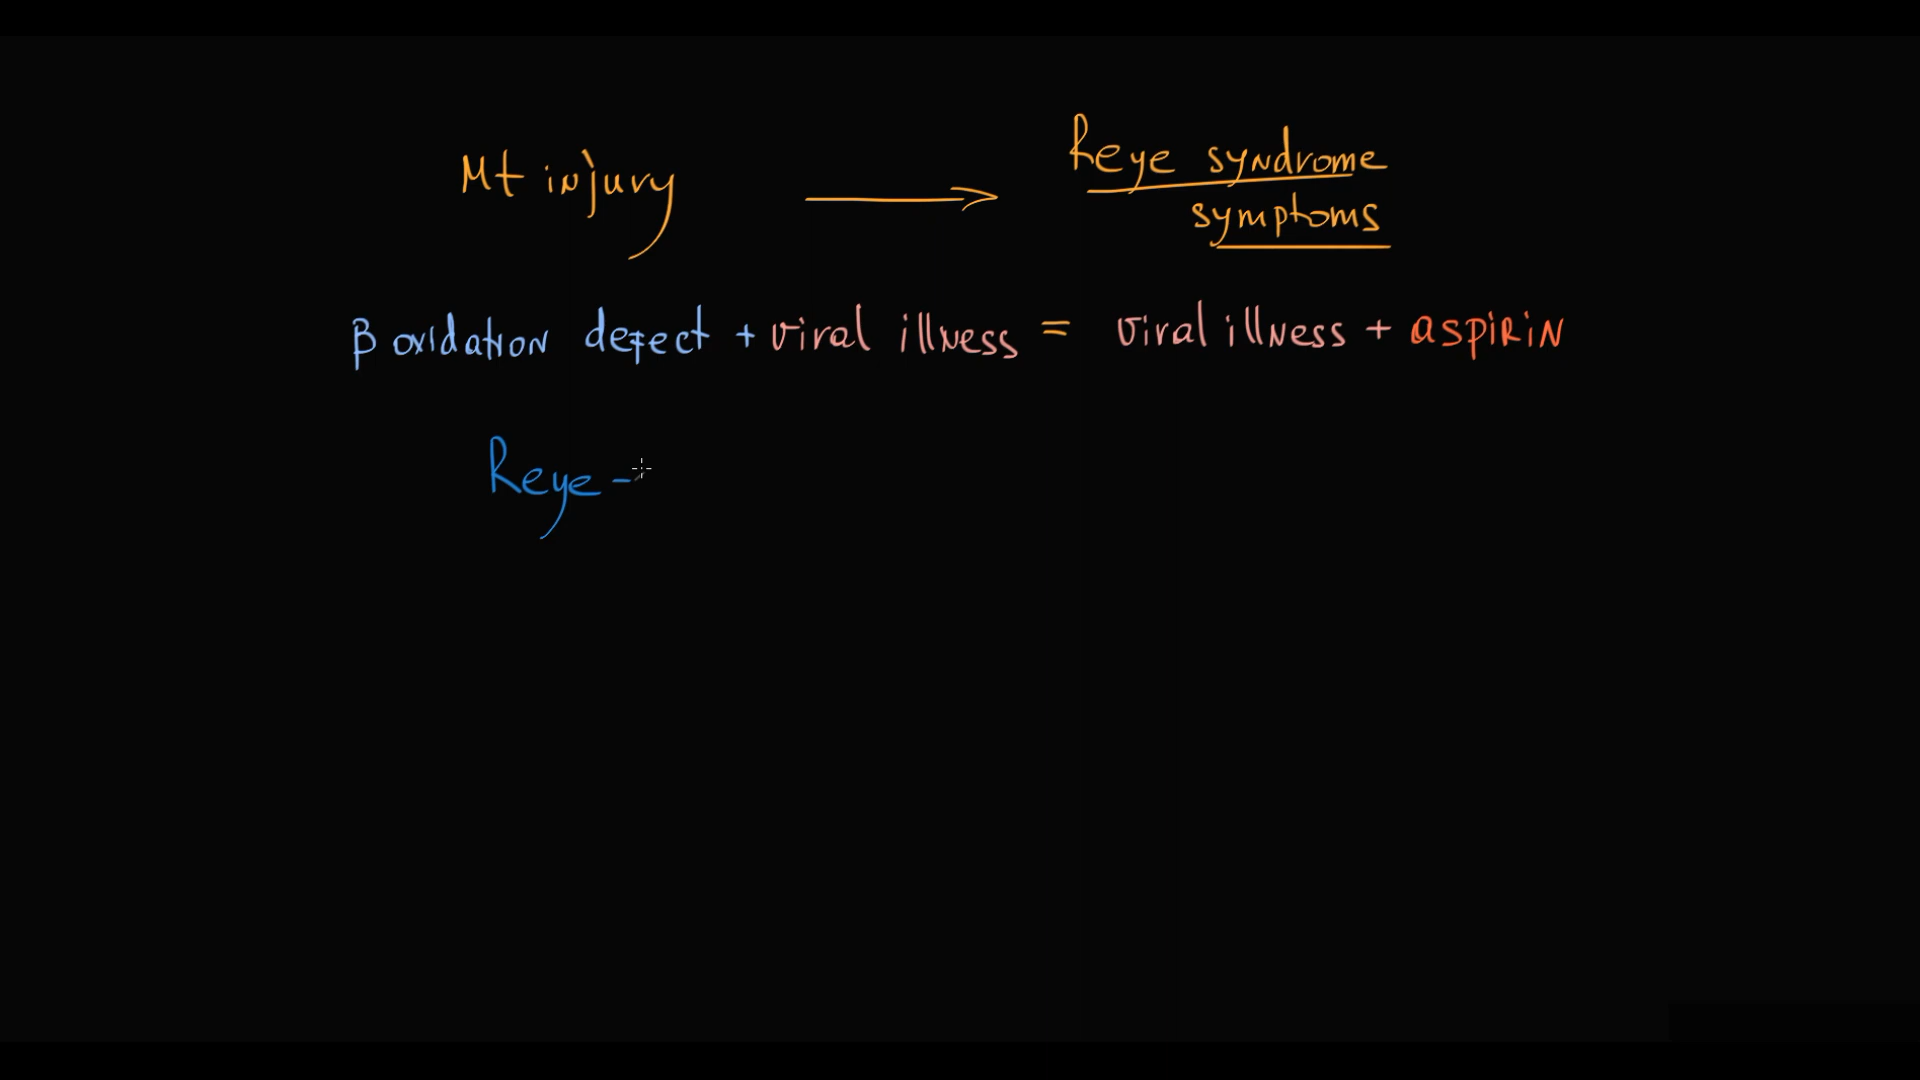 Mt injury → Reye syndrome
symptoms
β oxidation defect + viral illness = viral illness + aspirin
Reye -